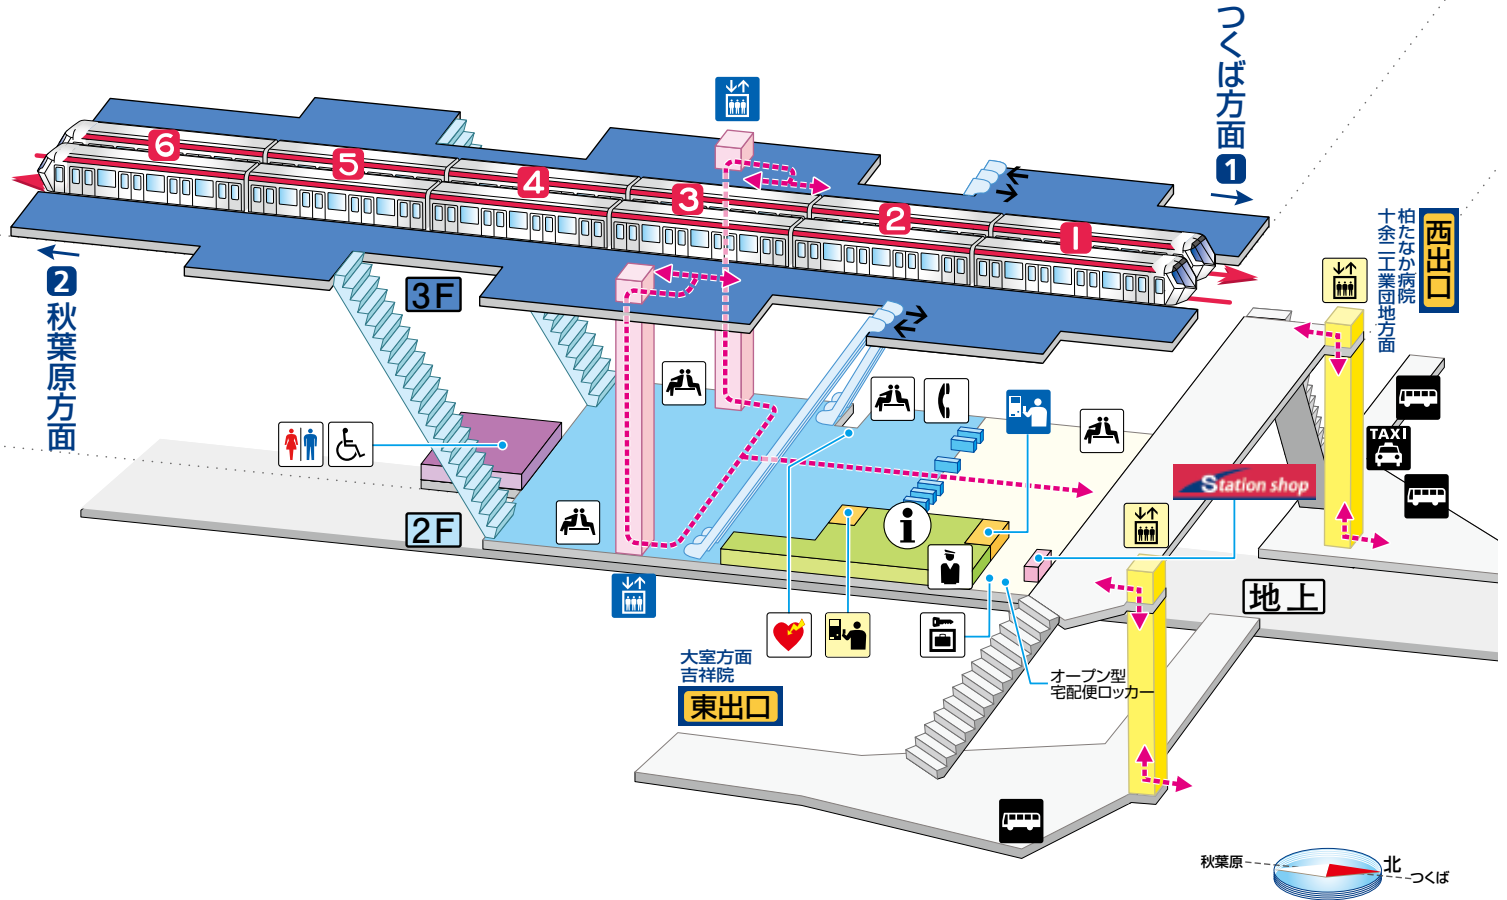 つくば方面
1
6
5
4
3
2
1
西出口
柏たなか病院
十余二工業団地方面
2
秋葉原方面
3F
TAXI
Station shop
2F
i
地上
大室方面
吉祥院
東出口
オープン型
宅配便ロッカー
秋葉原
北
つくば